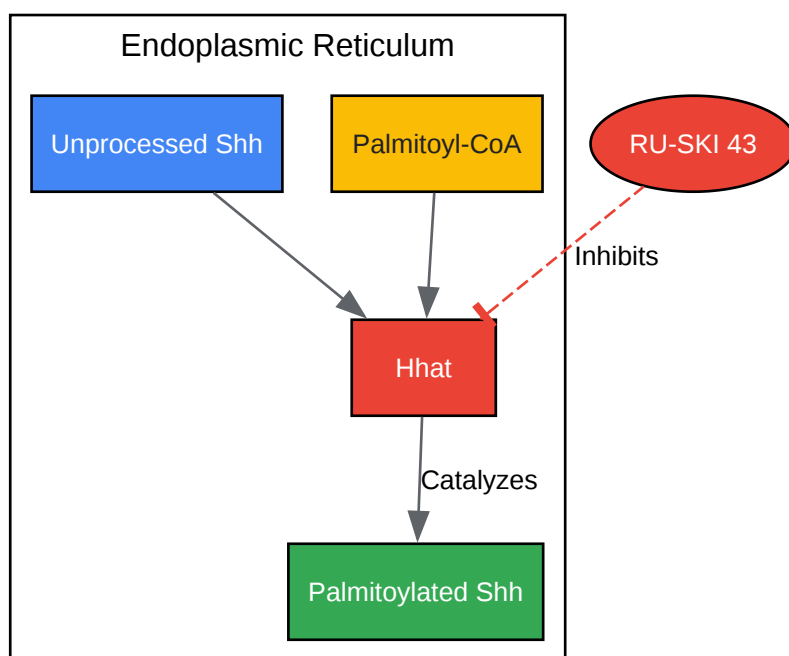 Endoplasmic Reticulum
Unprocessed Shh
Palmitoyl-CoA
RU-SKI 43
Inhibits
Hhat
Catalyzes
Palmitoylated Shh